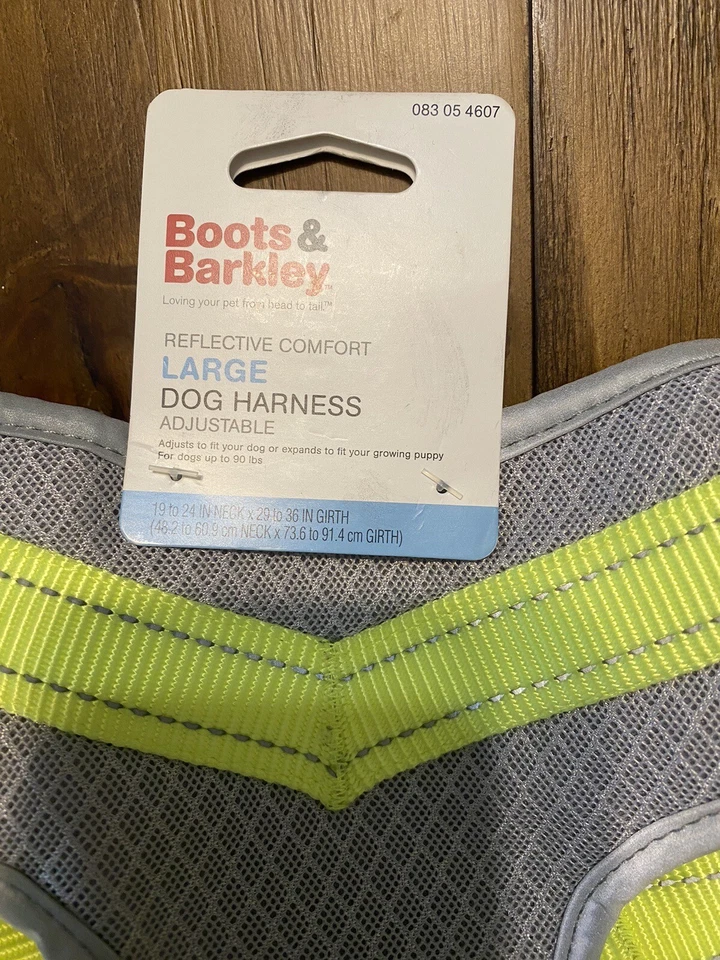 083 05 4607
Boots &
Barkley™
Loving your pet from head to tail.™
REFLECTIVE COMFORT
LARGE
DOG HARNESS
ADJUSTABLE
Adjusts to fit your dog or expands to fit your growing puppy
For dogs up to 90 lbs
19 to 24 IN NECK x 29 to 36 IN GIRTH
(48.2 to 60.9 cm NECK x 73.6 to 91.4 cm GIRTH)